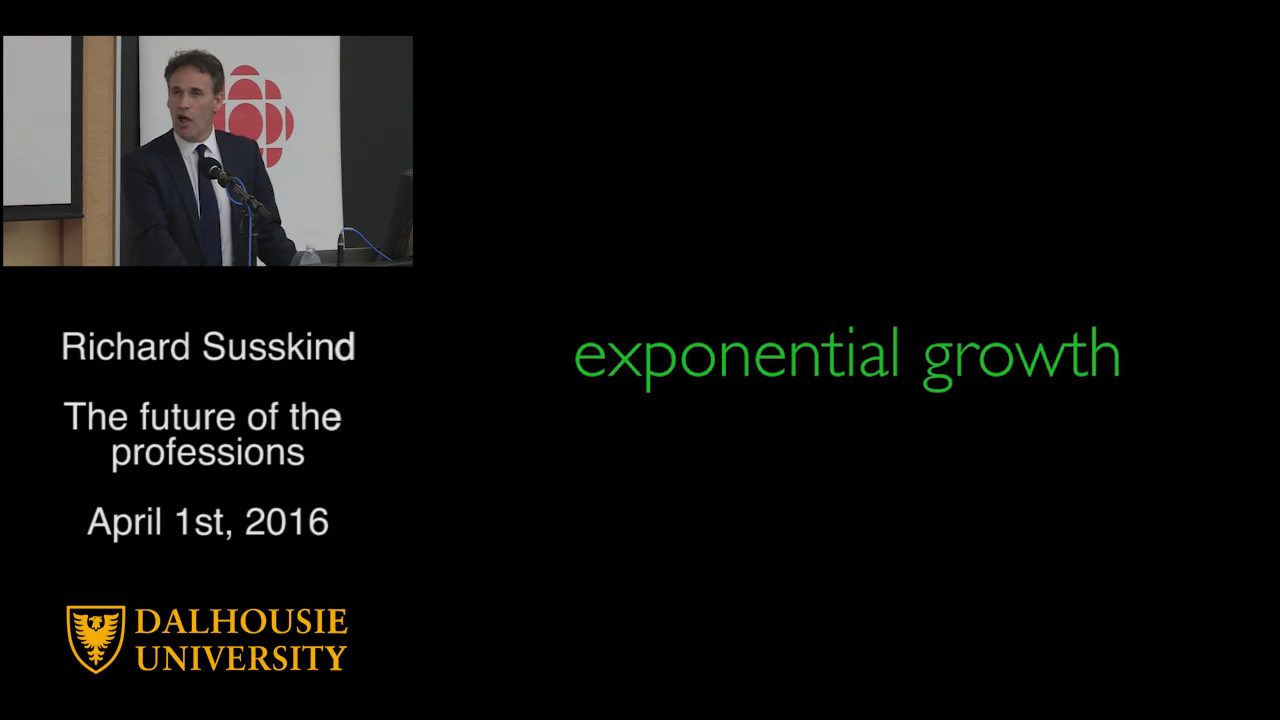 Richard Susskind
The future of the
professions
April 1st, 2016
DALHOUSIE
UNIVERSITY
exponential growth